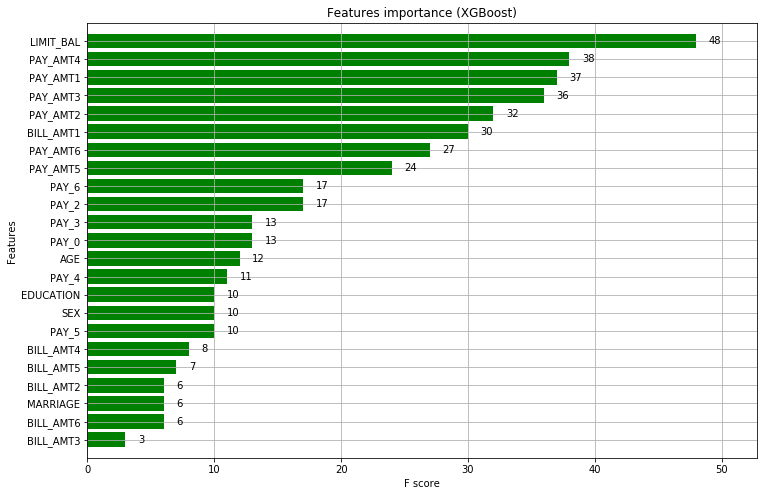 Features importance (XGBoost)
Features
LIMIT_BAL 48
PAY_AMT4 38
PAY_AMT1 37
PAY_AMT3 36
PAY_AMT2 32
BILL_AMT1 30
PAY_AMT6 27
PAY_AMT5 24
PAY_6 17
PAY_2 17
PAY_3 13
PAY_0 13
AGE 12
PAY_4 11
EDUCATION 10
SEX 10
PAY_5 10
BILL_AMT4 8
BILL_AMT5 7
BILL_AMT2 6
MARRIAGE 6
BILL_AMT6 6
BILL_AMT3 3
0 10 20 30 40 50
F score